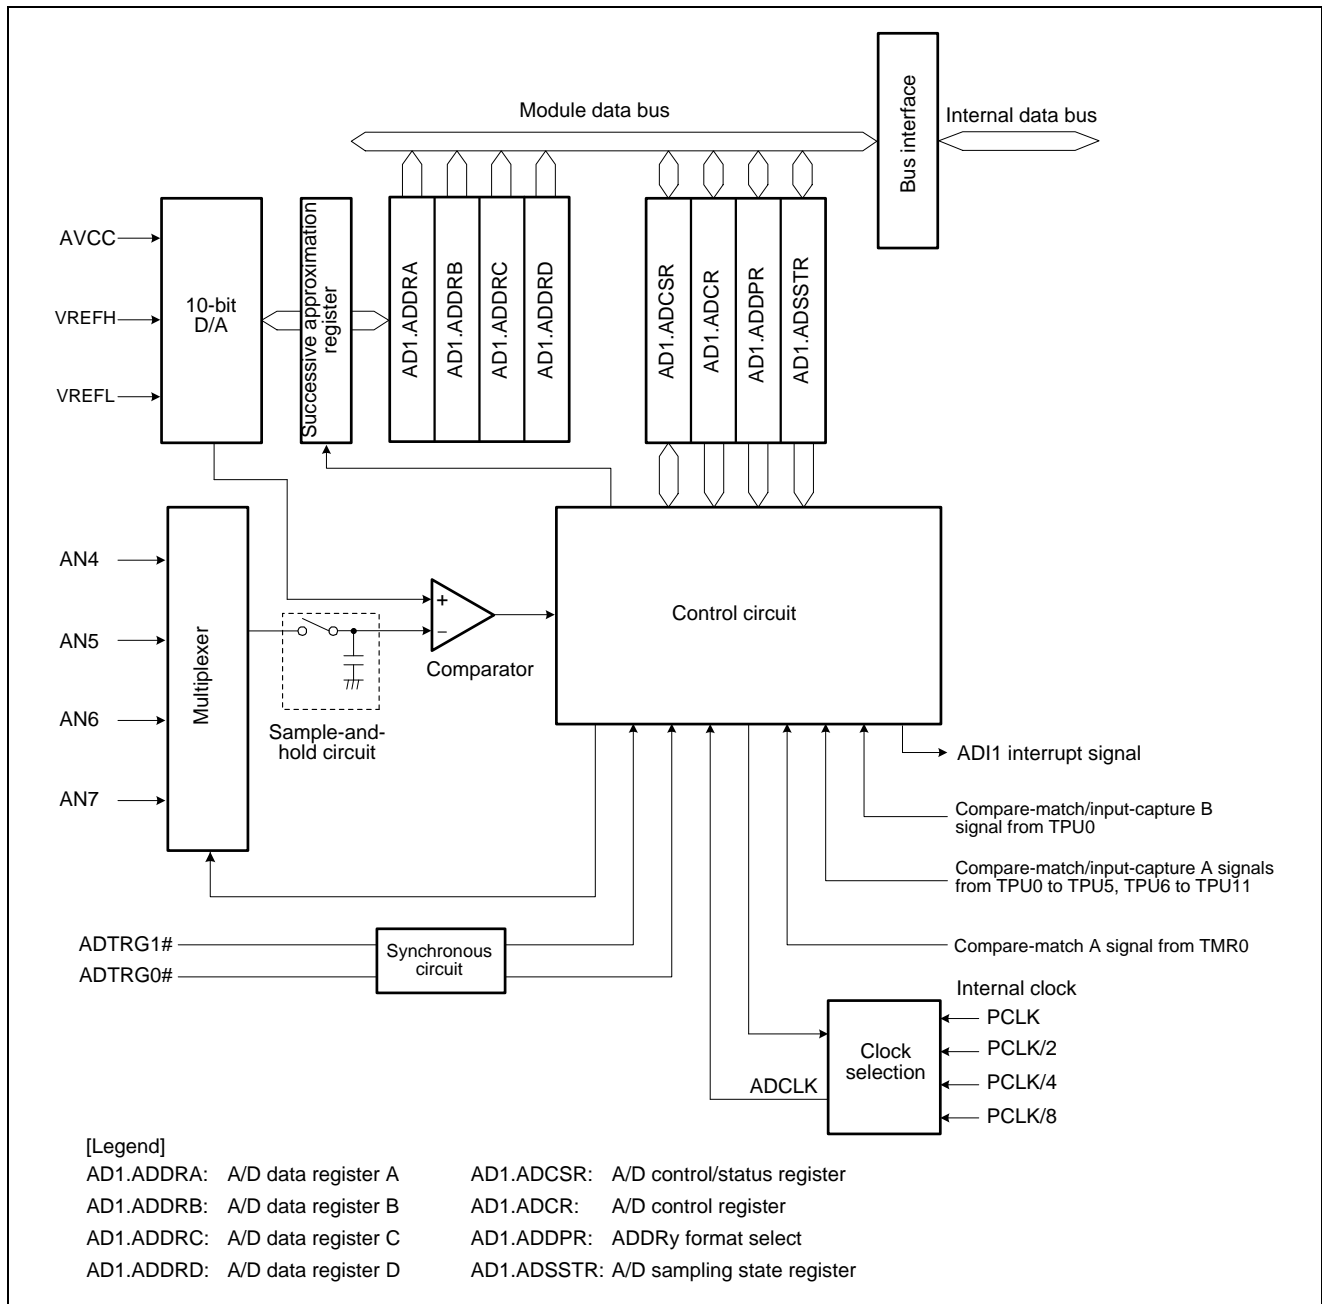 Module data bus
Internal data bus
Bus interface
AVCC
VREFH
VREFL
10-bit
D/A
Successive approximation
register
AD1.ADDRA
AD1.ADDRB
AD1.ADDRC
AD1.ADDRD
AD1.ADCSR
AD1.ADCR
AD1.ADDPR
AD1.ADSSTR
AN4
AN5
AN6
AN7
Multiplexer
Sample-and-
hold circuit
+
−
Comparator
Control circuit
ADI1 interrupt signal
Compare-match/input-capture B
signal from TPU0
Compare-match/input-capture A signals
from TPU0 to TPU5, TPU6 to TPU11
Compare-match A signal from TMR0
ADTRG1#
ADTRG0#
Synchronous
circuit
Internal clock
PCLK
PCLK/2
PCLK/4
PCLK/8
Clock
selection
ADCLK
[Legend]
AD1.ADDRA: A/D data register A
AD1.ADCSR: A/D control/status register
AD1.ADDRB: A/D data register B
AD1.ADCR: A/D control register
AD1.ADDRC: A/D data register C
AD1.ADDPR: ADDRy format select
AD1.ADDRD: A/D data register D
AD1.ADSSTR: A/D sampling state register